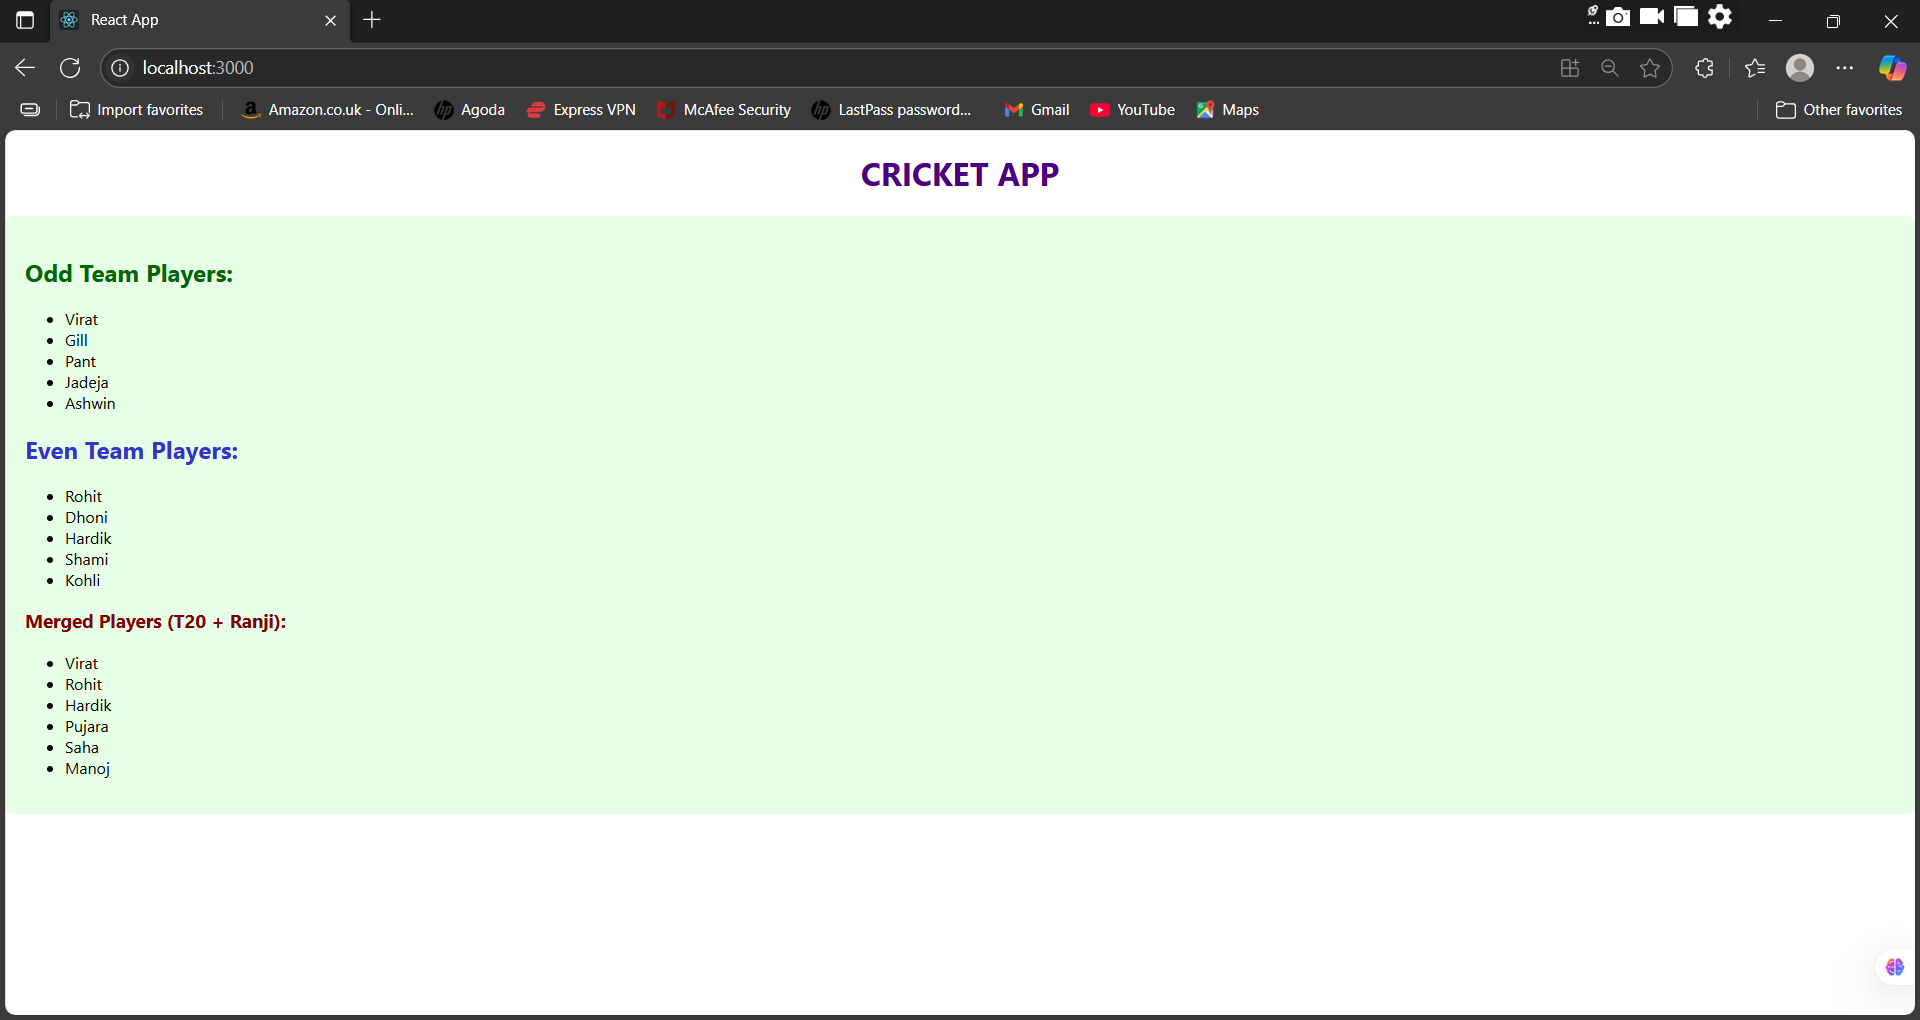 React App
localhost:3000
Import favorites
Amazon.co.uk - Onli...
Agoda
Express VPN
McAfee Security
LastPass password...
Gmail
YouTube
Maps
Other favorites
CRICKET APP
Odd Team Players:
Virat
Gill
Pant
Jadeja
Ashwin
Even Team Players:
Rohit
Dhoni
Hardik
Shami
Kohli
Merged Players (T20 + Ranji):
Virat
Rohit
Hardik
Pujara
Saha
Manoj